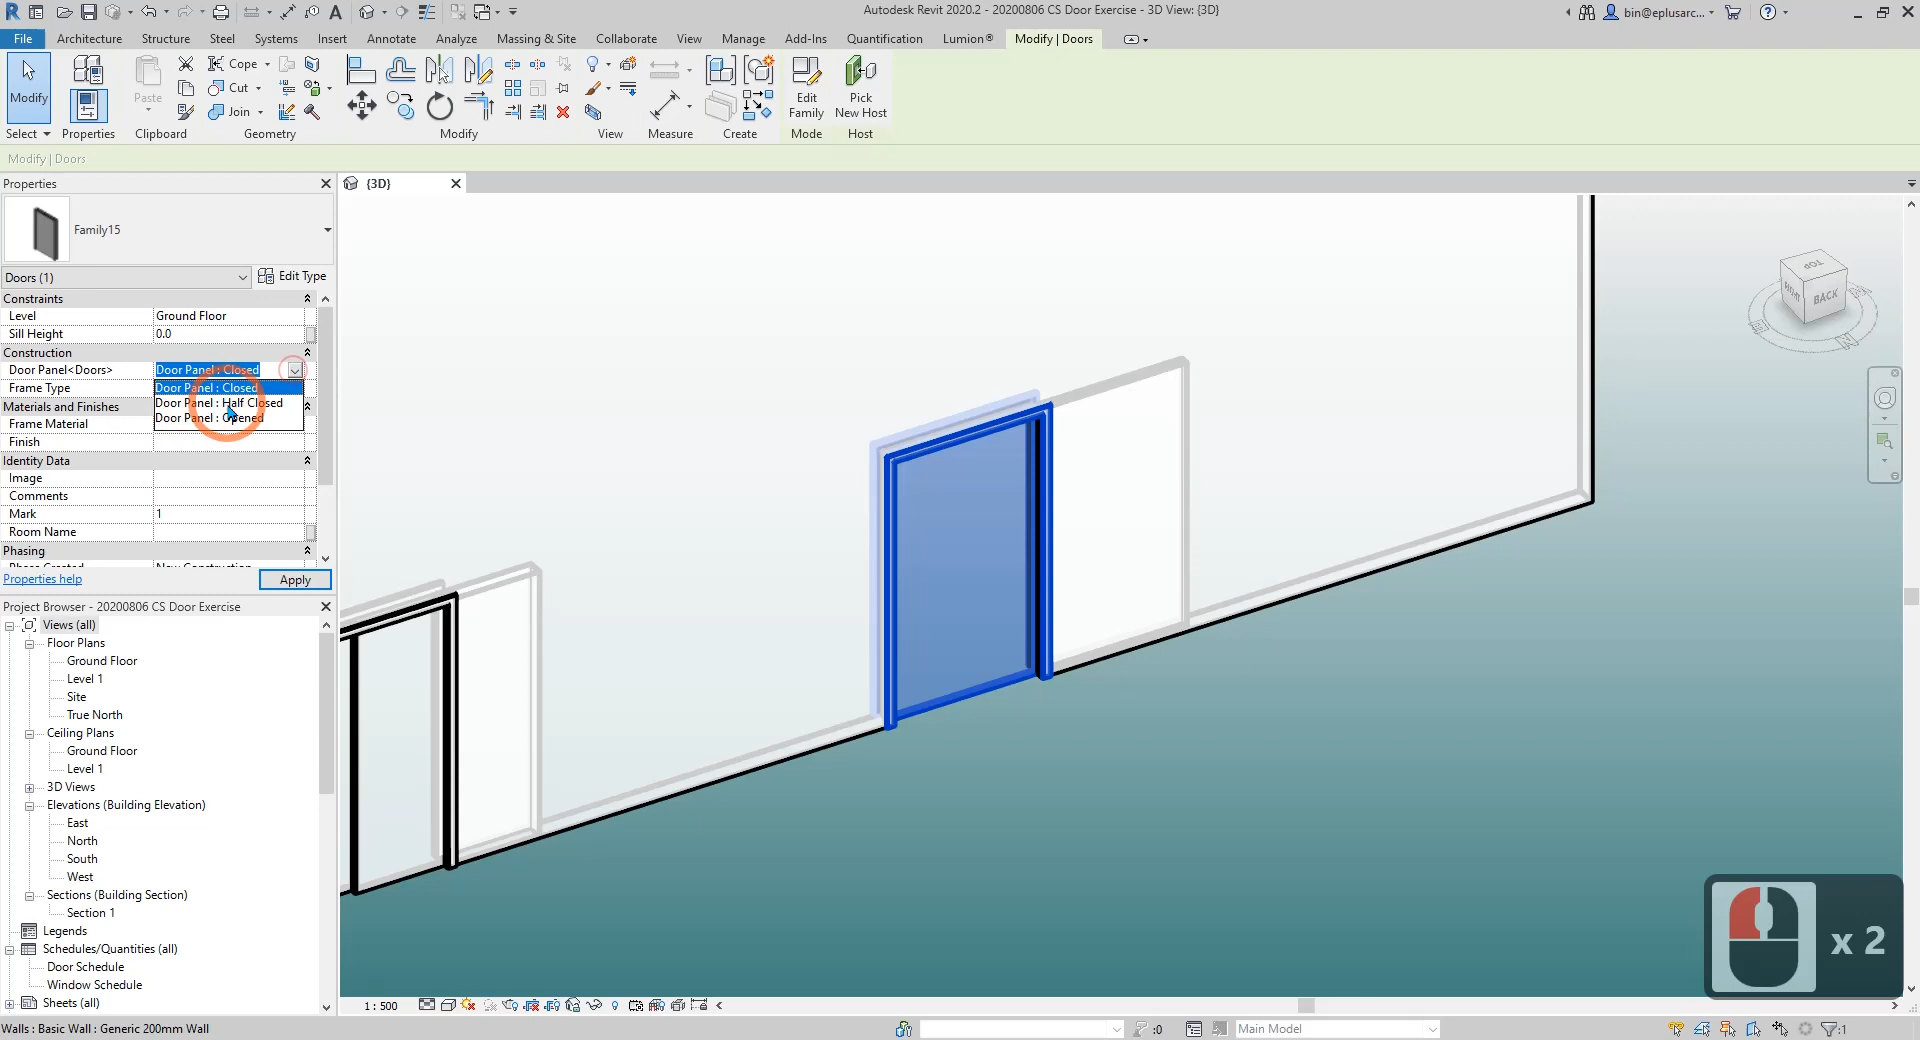 Autodesk Revit 2020.2 - 20200806 CS Door Exercise - 3D View: {3D}
bin@eplusarc...
File
Architecture
Structure
Steel
Systems
Insert
Annotate
Analyze
Massing & Site
Collaborate
View
Manage
Add-Ins
Quantification
Lumion®
Modify | Doors
Modify
Paste
Cope
Cut
Join
Edit
Family
Pick
New Host
Select
Properties
Clipboard
Geometry
Modify
View
Measure
Create
Mode
Host
Modify | Doors
Properties
{3D}
Family15
Doors (1)
Edit Type
Constraints
Level
Ground Floor
Sill Height
0.0
Construction
Door Panel<Doors>
Door Panel : Closed
Frame Type
Door Panel : Closed
Door Panel : Half Closed
Door Panel : Opened
Materials and Finishes
Frame Material
Finish
Identity Data
Image
Comments
Mark
1
Room Name
Phasing
Phase Created
New Construction
Properties help
Apply
Project Browser - 20200806 CS Door Exercise
Views (all)
Floor Plans
Ground Floor
Level 1
Site
True North
Ceiling Plans
Ground Floor
Level 1
3D Views
Elevations (Building Elevation)
East
North
South
West
Sections (Building Section)
Section 1
Legends
Schedules/Quantities (all)
Door Schedule
Window Schedule
Sheets (all)
TOP
RIGHT
BACK
x 2
1 : 500
Walls : Basic Wall : Generic 200mm Wall
:0
Main Model
:1